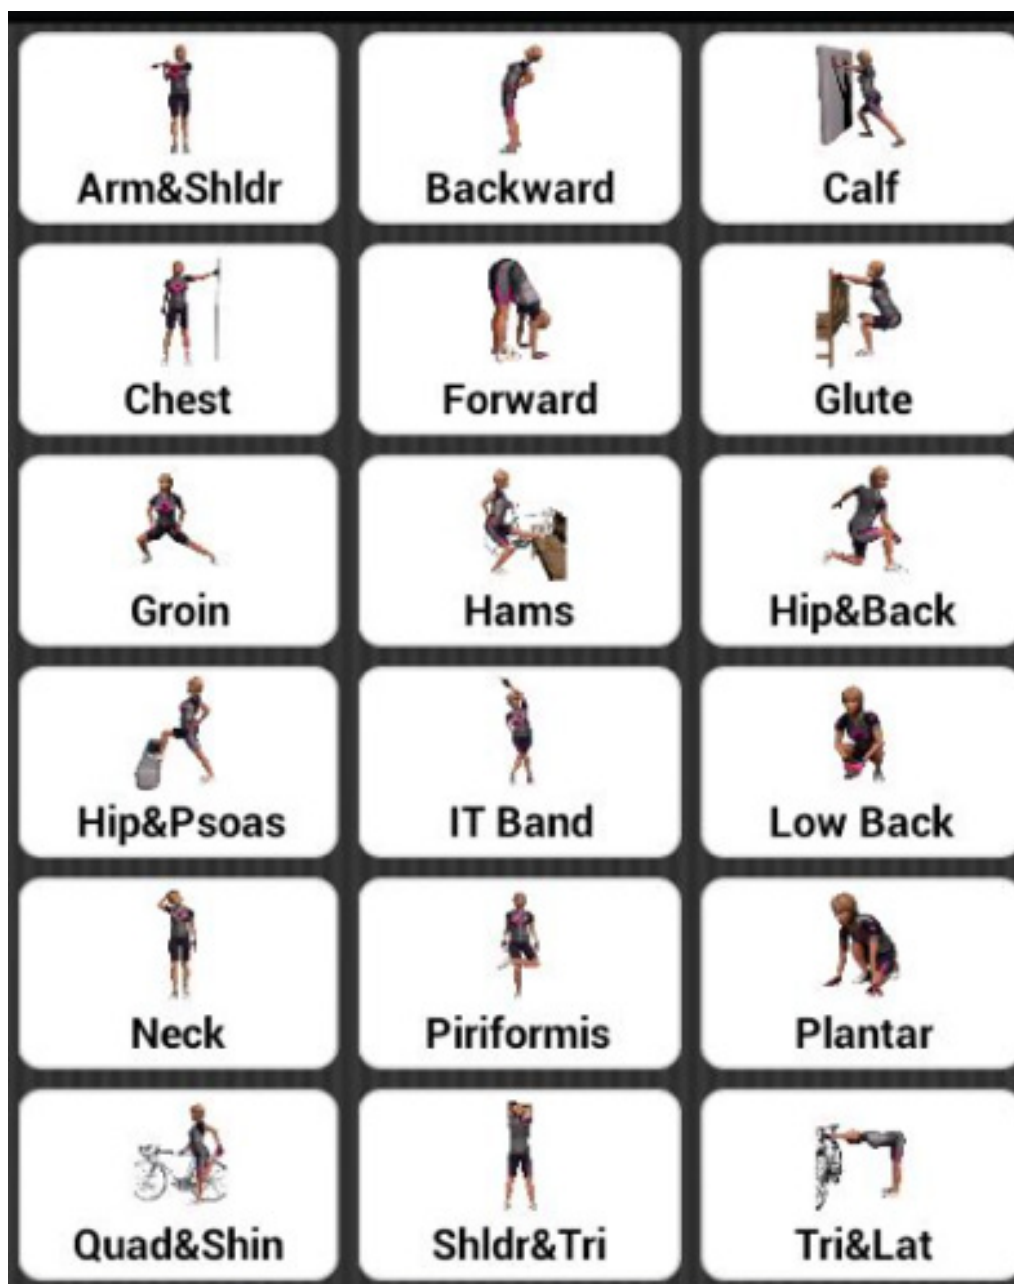 Arm&Shldr
Backward
Calf
Chest
Forward
Glute
Groin
Hams
Hip&Back
Hip&Psoas
IT Band
Low Back
Neck
Piriformis
Plantar
Quad&Shin
Shldr&Tri
Tri&Lat